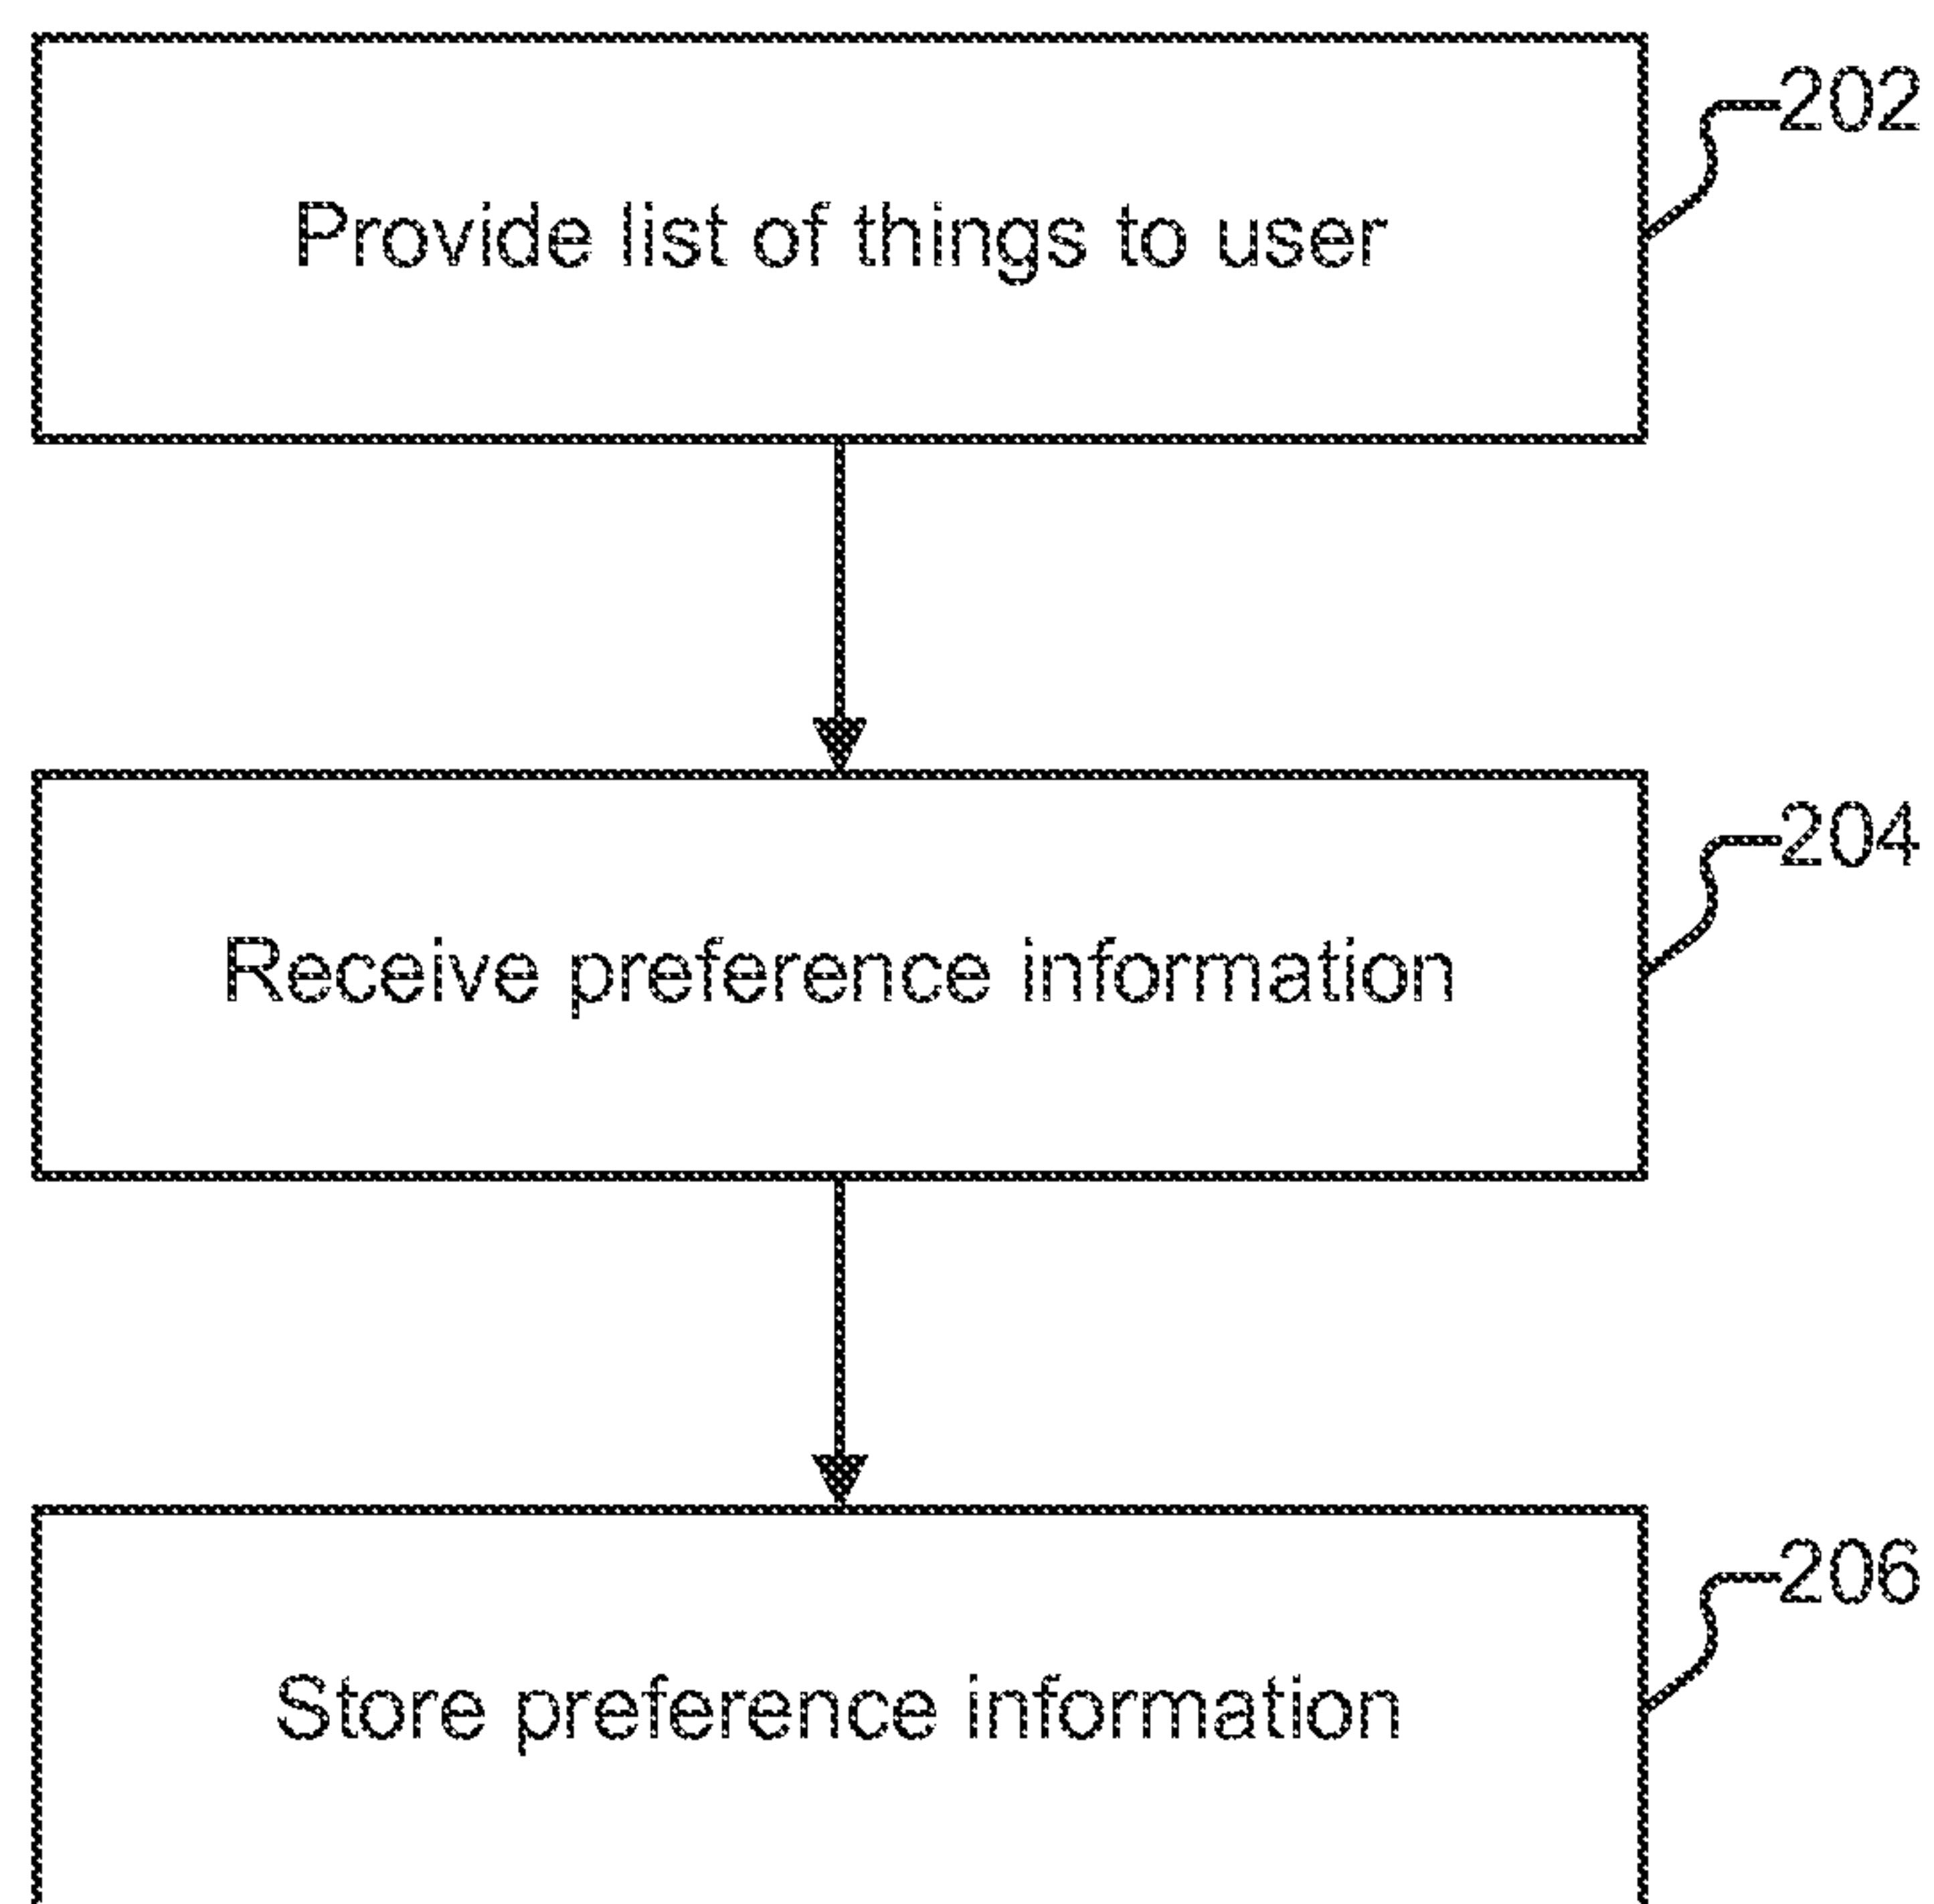 202
Provide list of things to user
204
Receive preference information
206
Store preference information